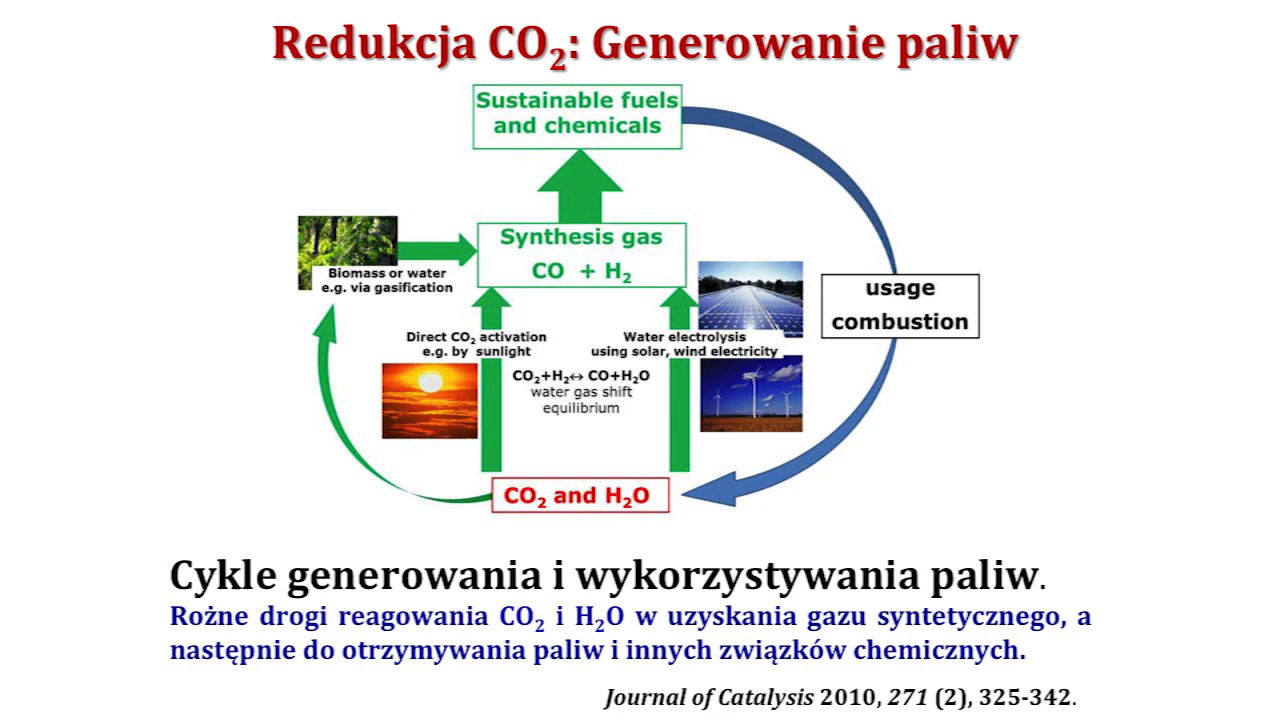 Redukcja CO₂: Generowanie paliw
Sustainable fuels
and chemicals
Synthesis gas
CO + H₂
Biomass or water
e.g. via gasification
usage
combustion
Direct CO₂ activation
e.g. by sunlight
Water electrolysis
using solar, wind electricity
CO₂+H₂↔ CO+H₂O
water gas shift
equilibrium
CO₂ and H₂O
Cykle generowania i wykorzystywania paliw.
Rożne drogi reagowania CO₂ i H₂O w uzyskania gazu syntetycznego, a
następnie do otrzymywania paliw i innych związków chemicznych.
Journal of Catalysis 2010, 271 (2), 325-342.